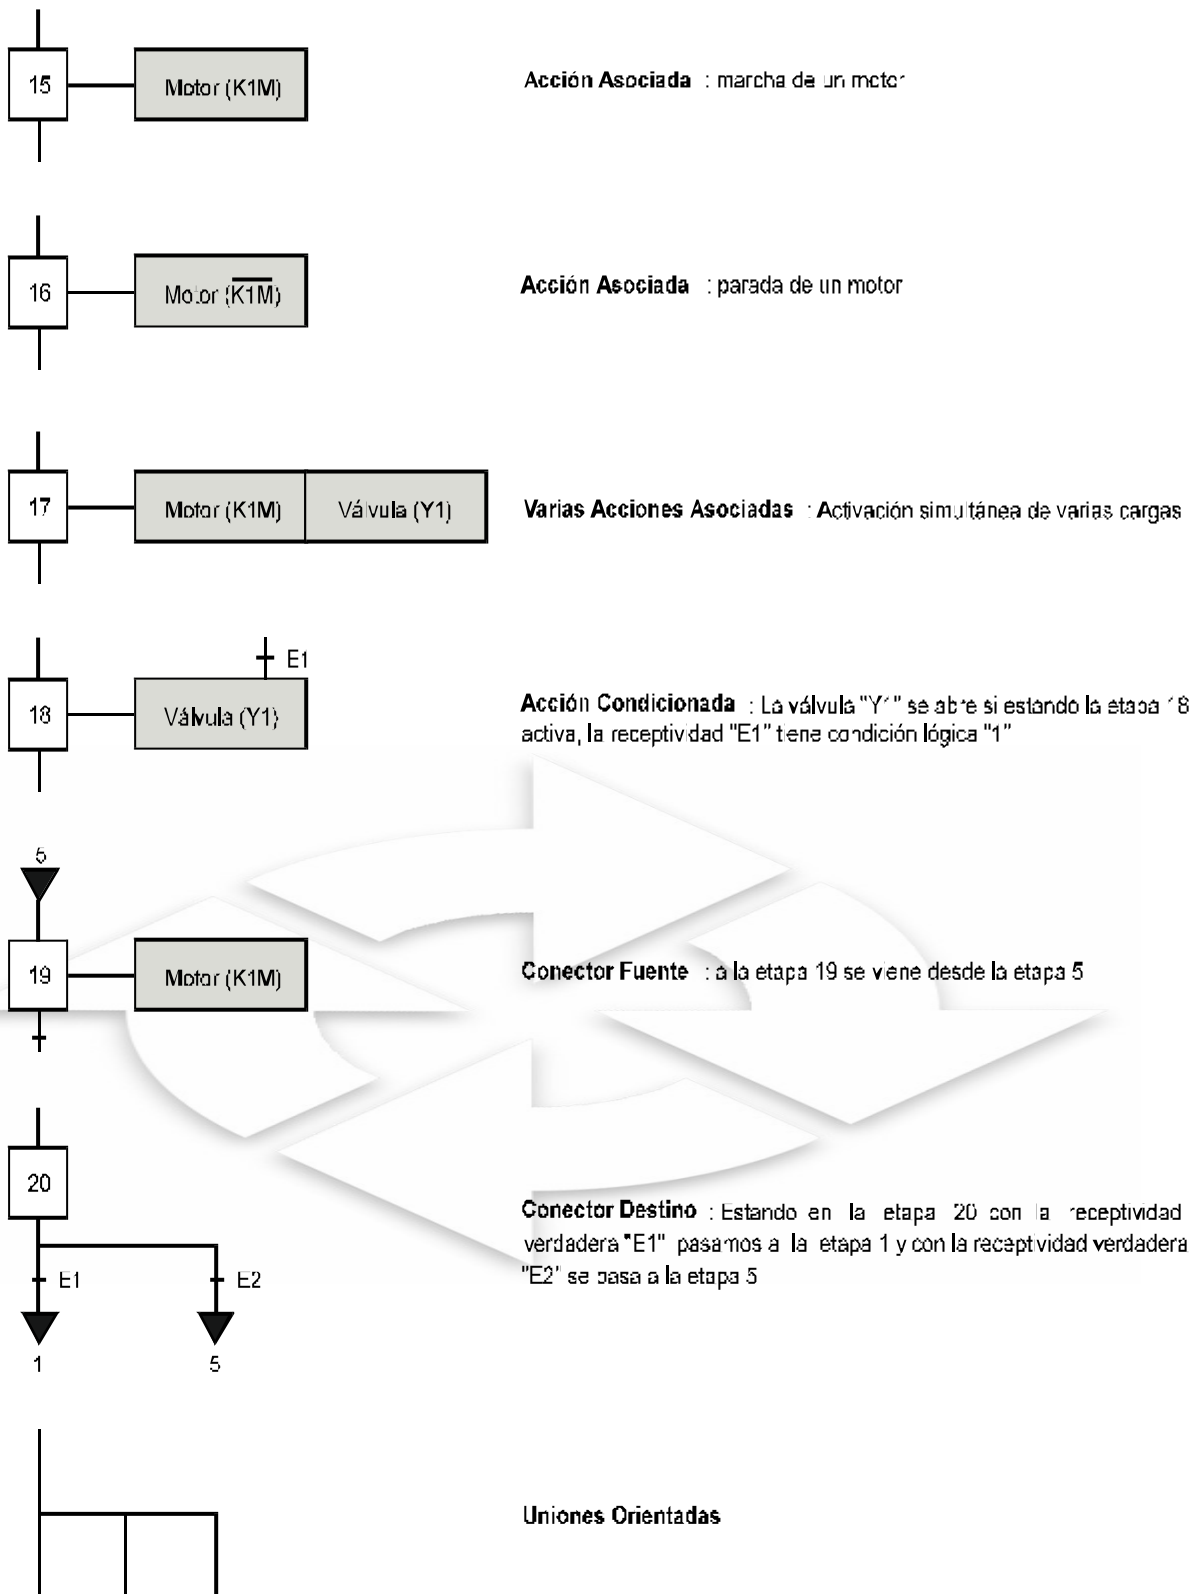 15
Motor (K1M)
Acción Asociada : marcha de un motor
16
Motor (K̅1̅M̅)
Acción Asociada : parada de un motor
17
Motor (K1M)
Válvula (Y1)
Varias Acciones Asociadas : Activación simultánea de varias cargas
E1
18
Válvula (Y1)
Acción Condicionada : La válvula "Y1" se abre si estando la etapa 18
activa, la receptividad "E1" tiene condición lógica "1"
5
19
Motor (K1M)
Conector Fuente : a la etapa 19 se viene desde la etapa 5
20
Conector Destino : Estando en la etapa 20 con la receptividad
verdadera "E1" pasamos a la etapa 1 y con la receptividad verdadera
"E2" se pasa a la etapa 5
E1
E2
1
5
Uniones Orientadas